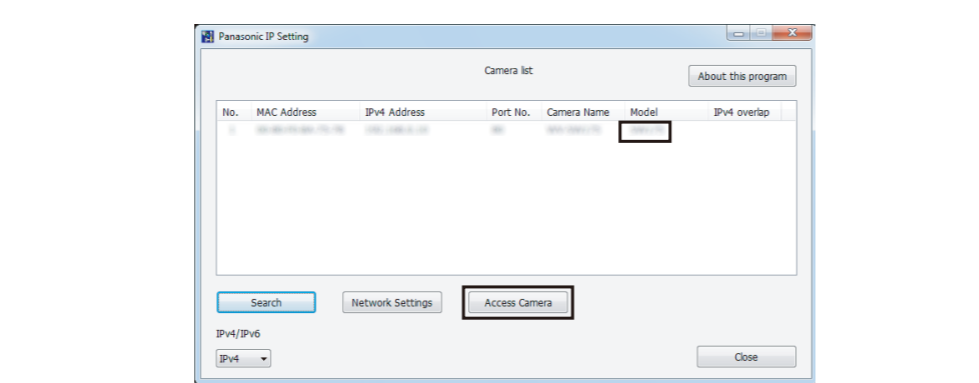 Panasonic IP Setting
Camera list
About this program
No. MAC Address IPv4 Address Port No. Camera Name Model IPv4 overlap
1
Search Network Settings Access Camera
IPv4/IPv6
IPv4
Close